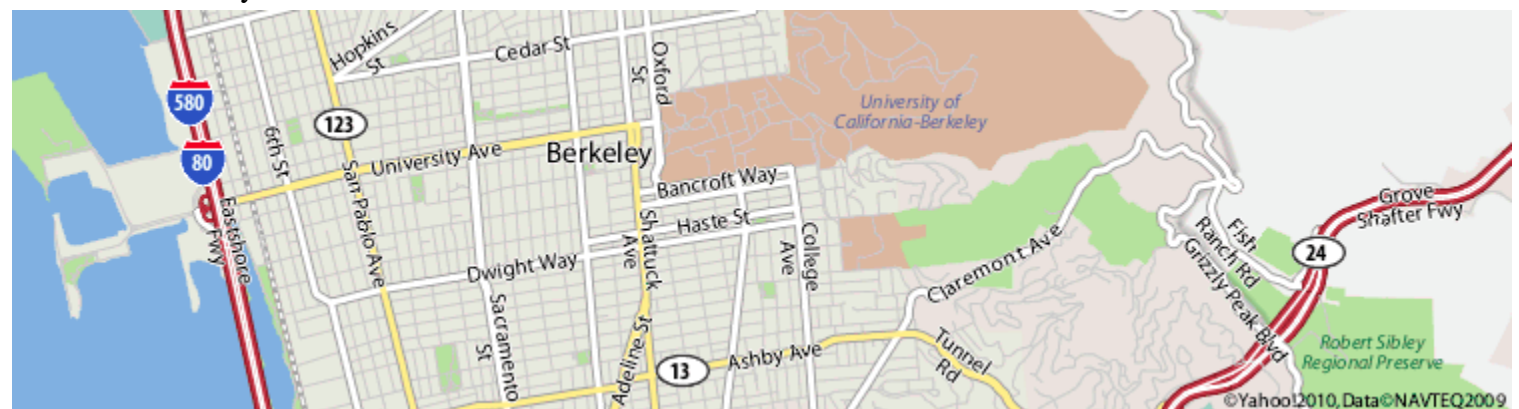 Hopkins
St
Cedar St
Oxford
St
580
123
University of
California-Berkeley
6th St
80
University Ave
Berkeley
San Pablo Ave
Bancroft Way
Haste St
Eastshore
Fwy
Shattuck
Ave
College
Ave
Dwight Way
Claremont Ave
Grove
Shafter Fwy
Fish
Ranch Rd
24
Grizzly Peak Blvd
Sacramento
St
Adeline St
13
Ashby Ave
Tunnel
Rd
Robert Sibley
Regional Preserve
©Yahoo!2010,Data©NAVTEQ2009